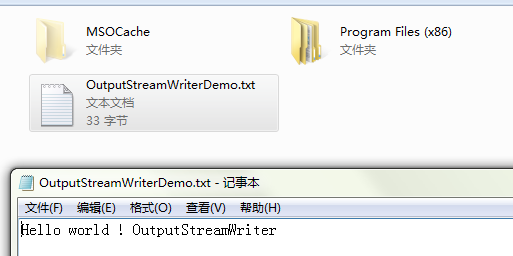 MSOCache
文件夹
Program Files (x86)
文件夹
OutputStreamWriterDemo.txt
文本文档
33 字节
OutputStreamWriterDemo.txt - 记事本
文件(F) 编辑(E) 格式(O) 查看(V) 帮助(H)
Hello world ! OutputStreamWriter